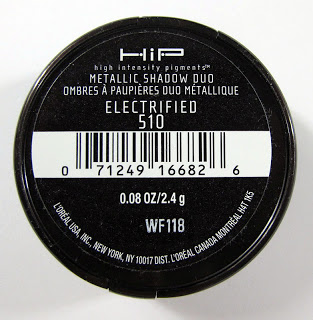 HiP
high intensity pigments™
METALLIC SHADOW DUO
OMBRES À PAUPIÈRES DUO MÉTALLIQUE
ELECTRIFIED
510
0 71249 16682 6
0.08 OZ/2.4 g
WF118
L'ORÉAL USA, INC., NEW YORK, NY 10017 DIST. L'ORÉAL CANADA MONTRÉAL H4T 1K5